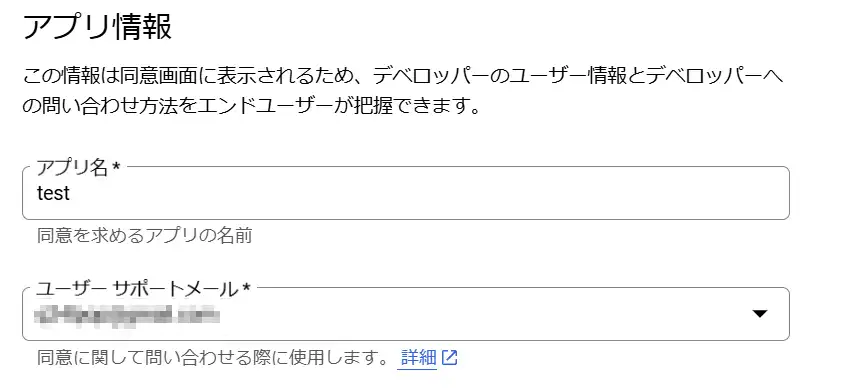 アプリ情報
この情報は同意画面に表示されるため、デベロッパーのユーザー情報とデベロッパーへ
の問い合わせ方法をエンドユーザーが把握できます。
アプリ名 *
test
同意を求めるアプリの名前
ユーザー サポートメール *
同意に関して問い合わせる際に使用します。 詳細